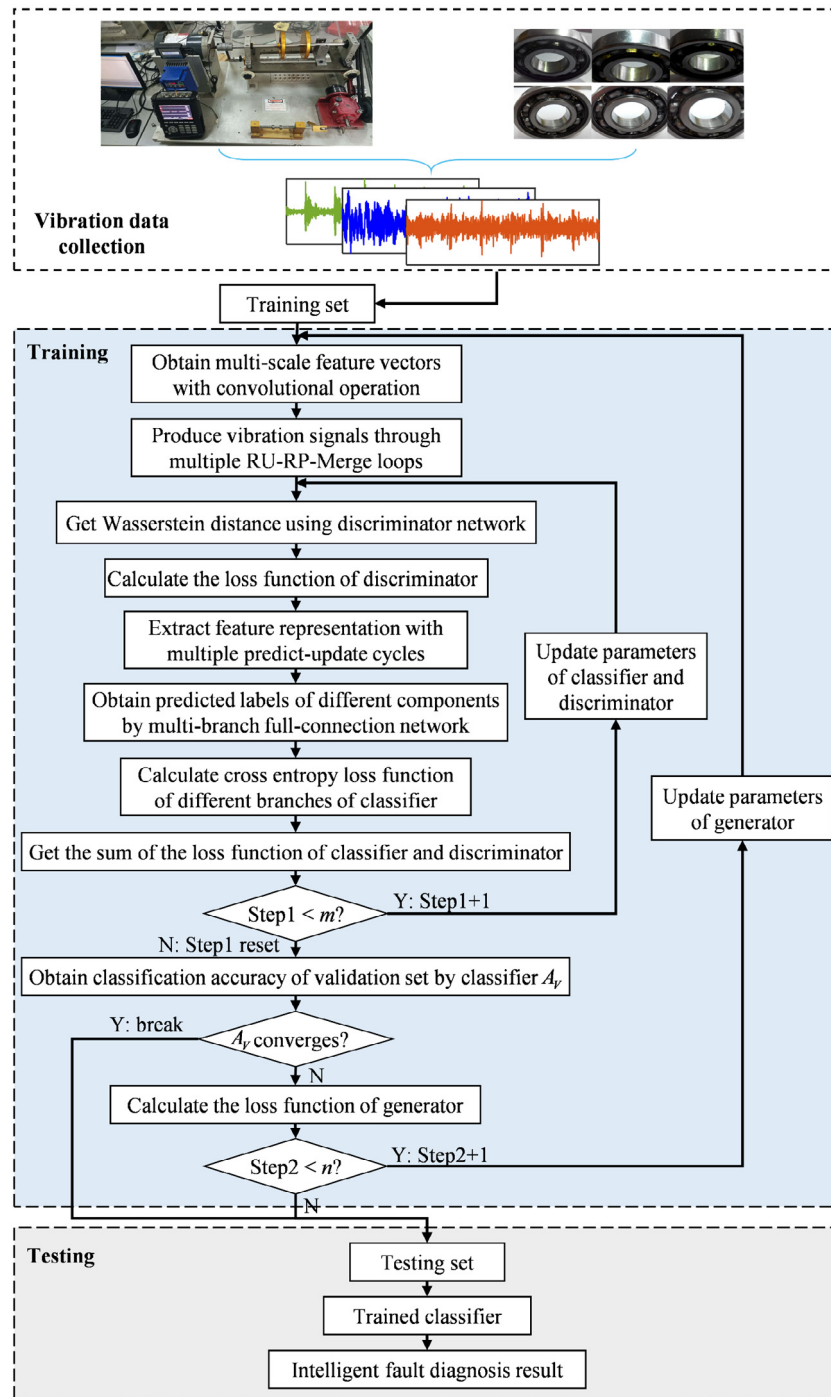 Vibration data
collection
Training set
Training
Obtain multi-scale feature vectors
with convolutional operation
Produce vibration signals through
multiple RU-RP-Merge loops
Get Wasserstein distance using discriminator network
Calculate the loss function of discriminator
Extract feature representation with
multiple predict-update cycles
Update parameters
of classifier and
discriminator
Obtain predicted labels of different components
by multi-branch full-connection network
Calculate cross entropy loss function
of different branches of classifier
Update parameters
of generator
Get the sum of the loss function of classifier and discriminator
Step1 < m?
Y: Step1+1
N: Step1 reset
Obtain classification accuracy of validation set by classifier AV
Y: break
AV converges?
N
Calculate the loss function of generator
Step2 < n?
Y: Step2+1
N
Testing
Testing set
Trained classifier
Intelligent fault diagnosis result